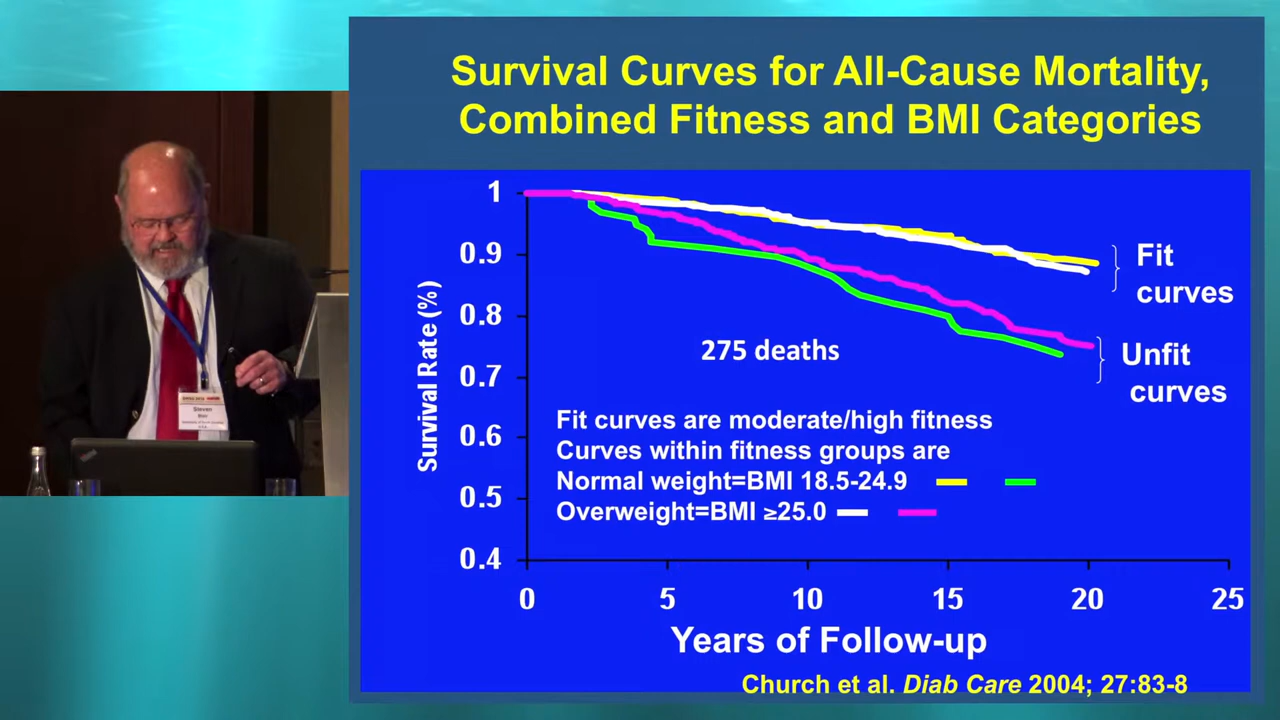 Survival Curves for All-Cause Mortality,
Combined Fitness and BMI Categories
Survival Rate (%)
1
0.9
0.8
0.7
0.6
0.5
0.4
Fit
curves
Unfit
curves
275 deaths
Fit curves are moderate/high fitness
Curves within fitness groups are
Normal weight=BMI 18.5-24.9
Overweight=BMI ≥25.0
0 5 10 15 20 25
Years of Follow-up
Church et al. Diab Care 2004; 27:83-8
Steven
Blair